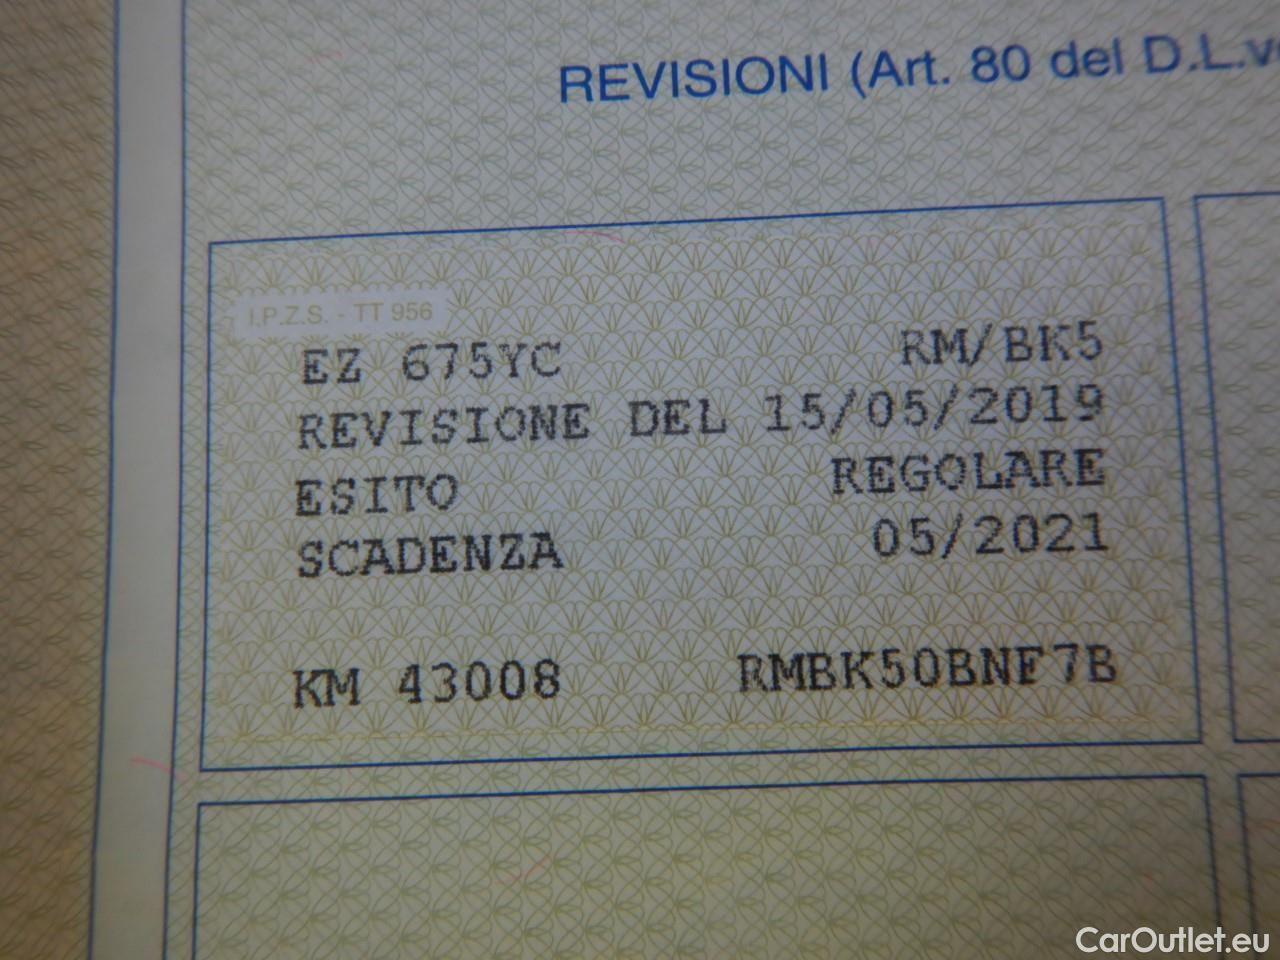 REVISIONI (Art. 80 del D.L.vo
I.P.Z.S. - TT 956
EZ 675YC RM/BK5
REVISIONE DEL 15/05/2019
ESITO REGOLARE
SCADENZA 05/2021
KM 43008 RMBK50BNF7B
CarOutlet.eu